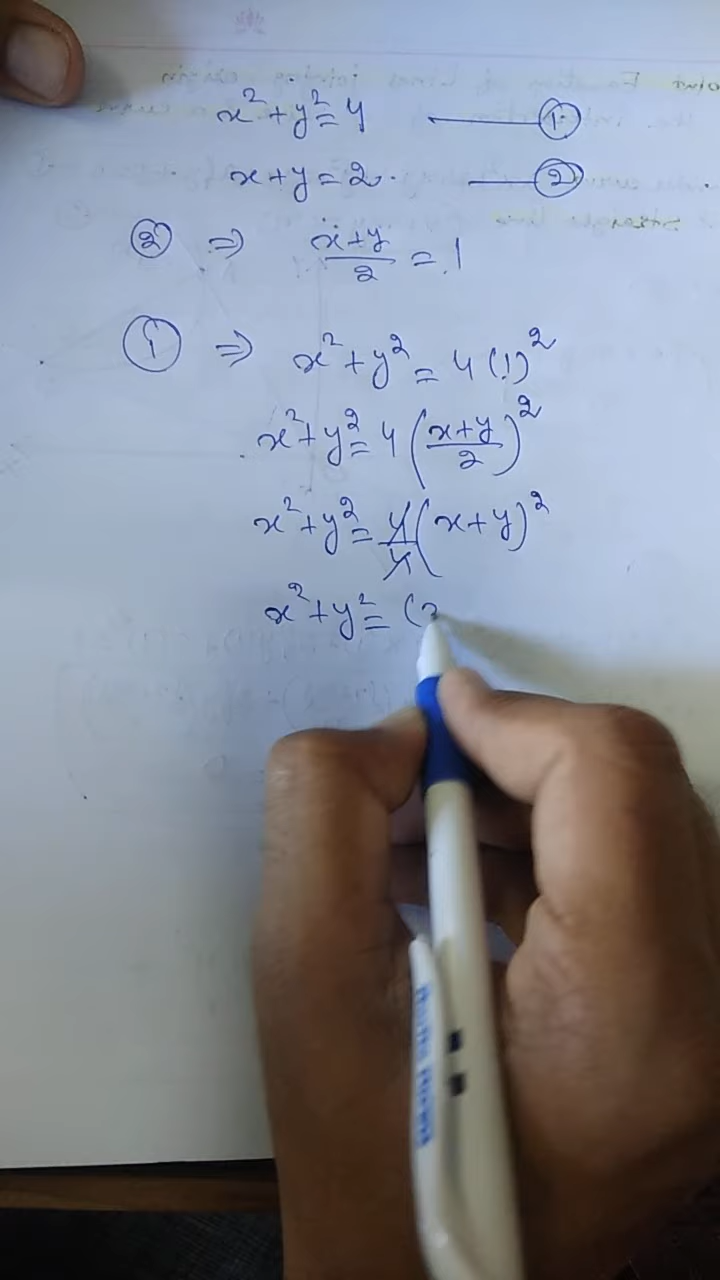 x² + y² = 4 ——— ①
x + y = 2. ——— ②
② ⇒ (x+y)/2 = 1
① ⇒ x² + y² = 4(1)²
x² + y² = 4((x+y)/2)²
x² + y² = 4/4 (x+y)²
x² + y² = (